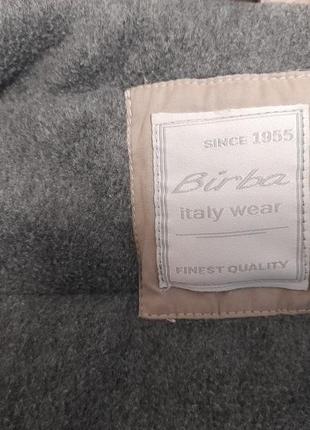 SINCE 1955
Birba
italy wear
FINEST QUALITY